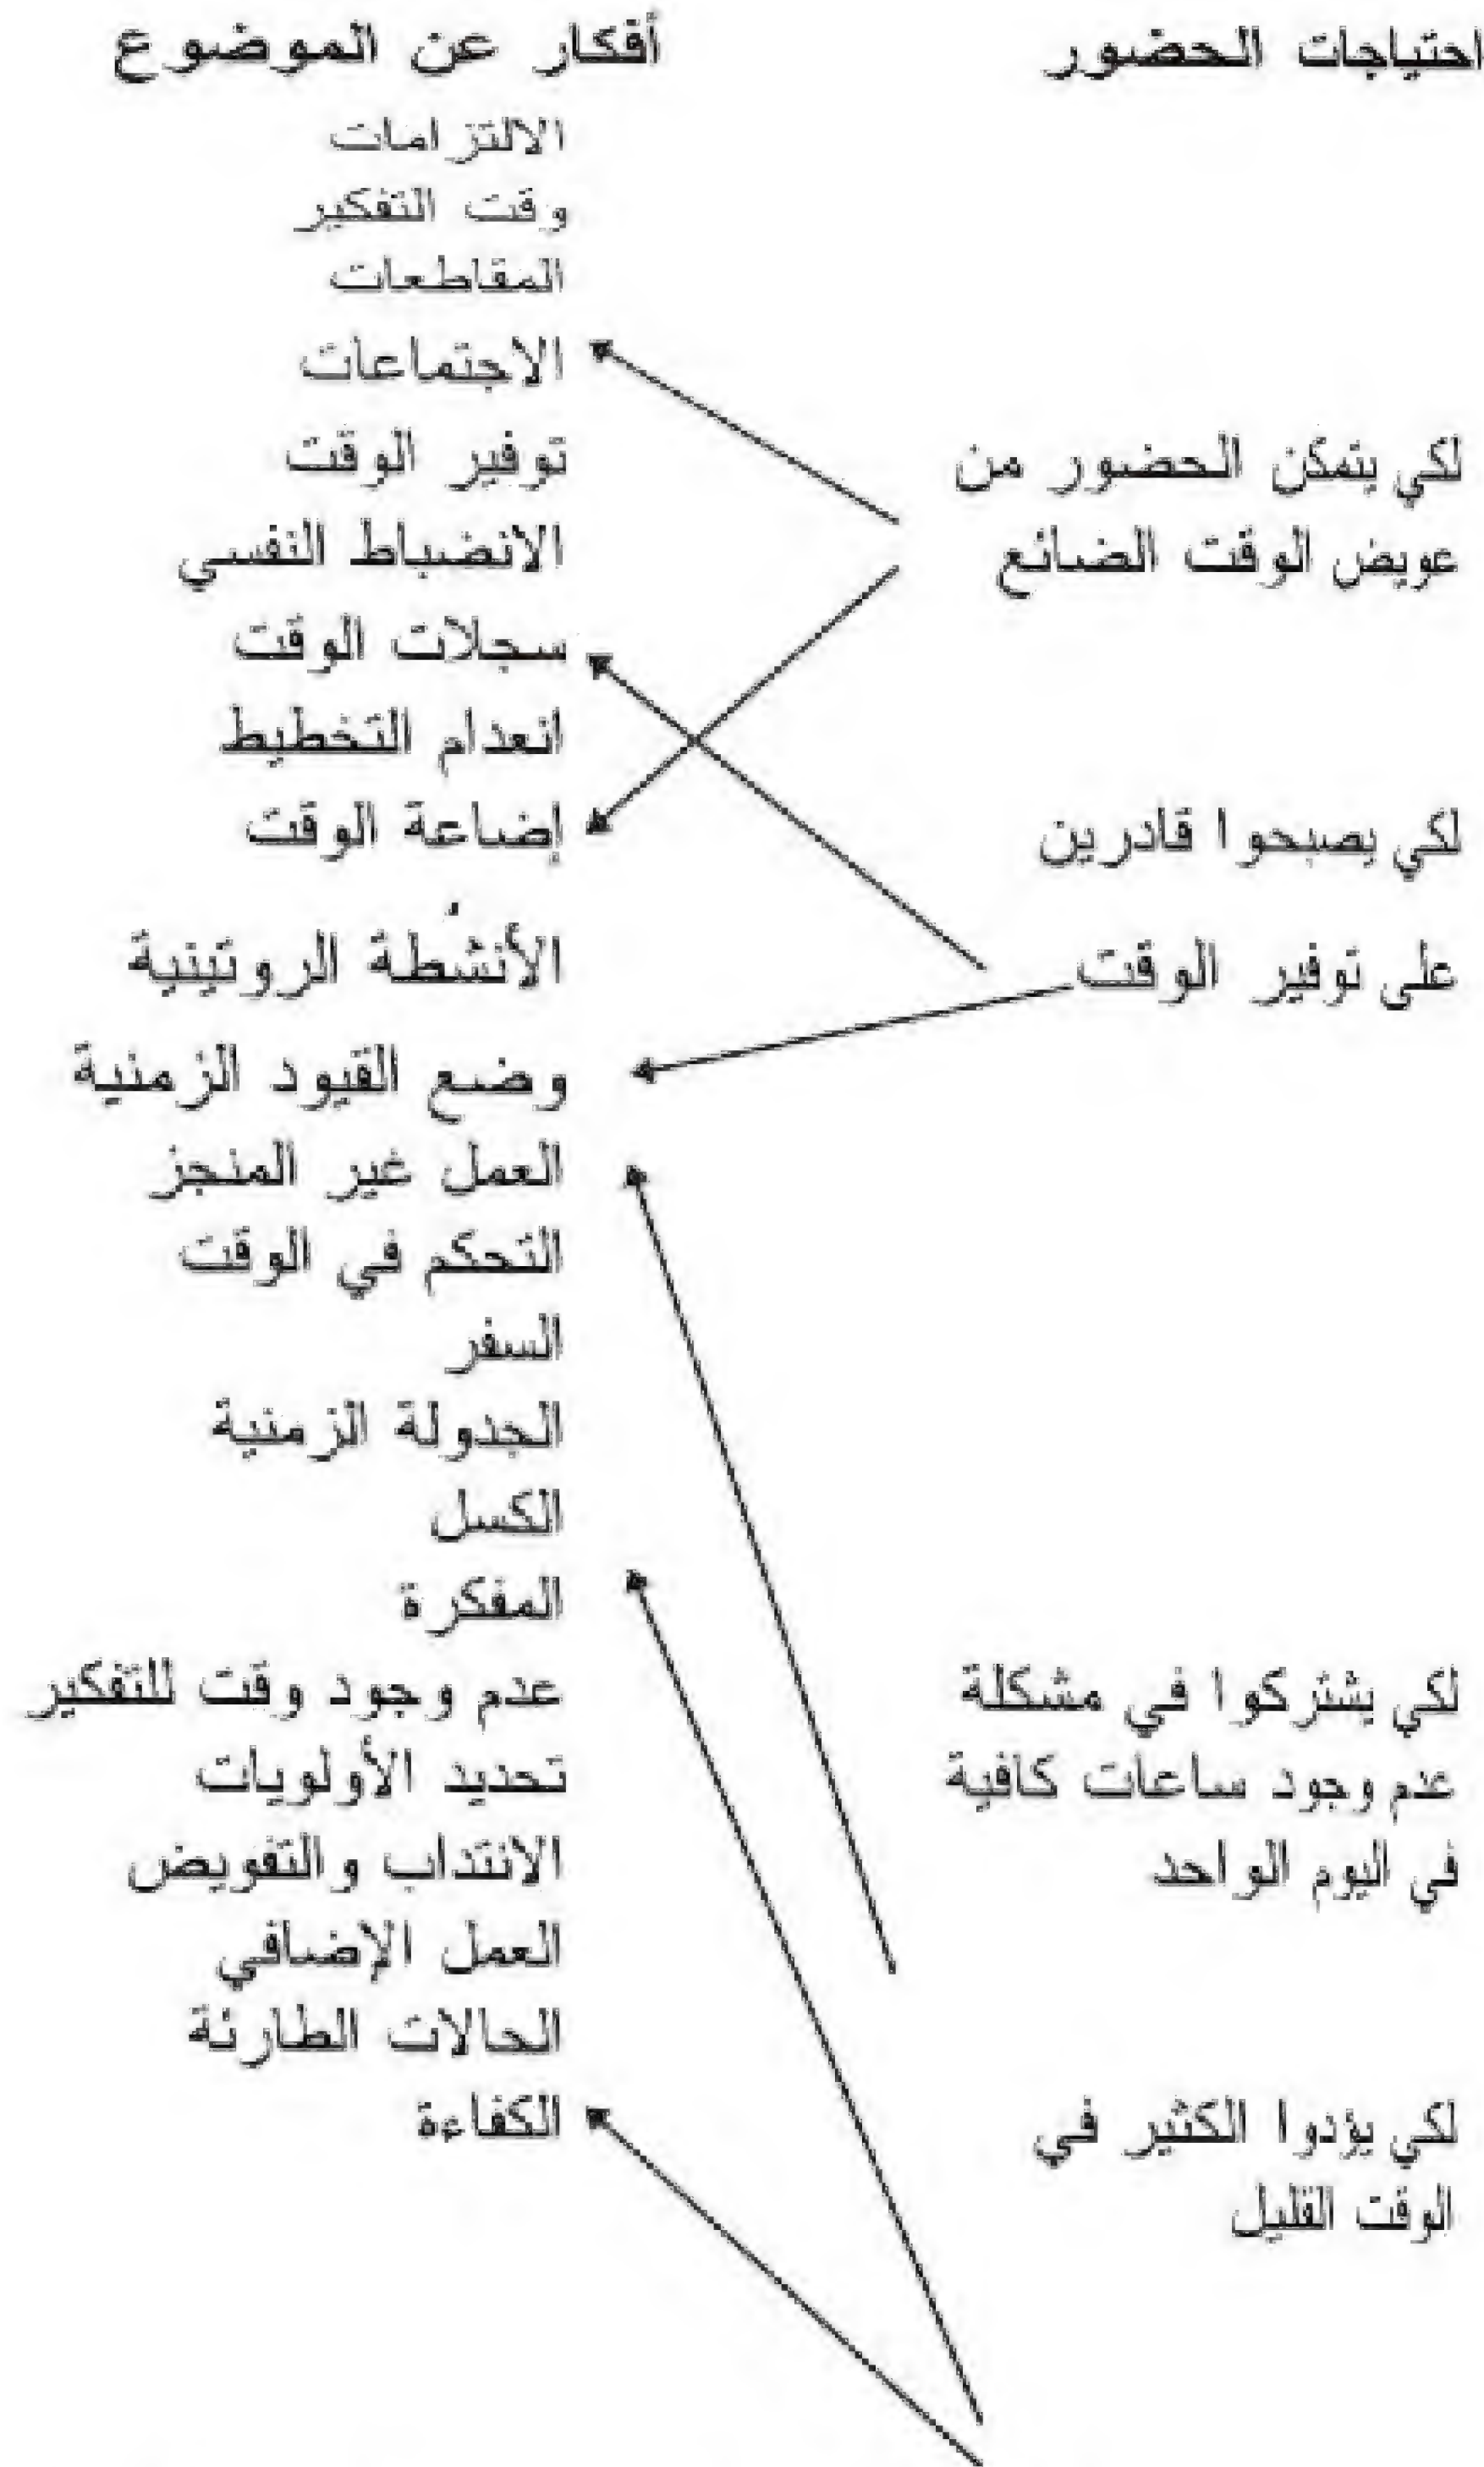 احتياجات الحضور
لكي يتمكن الحضور من
عويض الوقت الضائع
لكي يصبحوا قادرين
على توفير الوقت
لكي يشتركوا في مشكلة
عدم وجود ساعات كافية
في اليوم الواحد
لكي يؤدوا الكثير في
الوقت القليل
أفكار عن الموضوع
الالتزامات
وقت التفكير
المقاطعات
الاجتماعات
توفير الوقت
الانضباط النفسي
سجلات الوقت
انعدام التخطيط
إضاعة الوقت
الأنشطة الروتينية
وضع القيود الزمنية
العمل غير المنجز
التحكم في الوقت
السفر
الجدولة الزمنية
الكسل
المفكرة
عدم وجود وقت للتفكير
تحديد الأولويات
الانتداب والتفويض
العمل الإضافي
الحالات الطارئة
الكفاءة